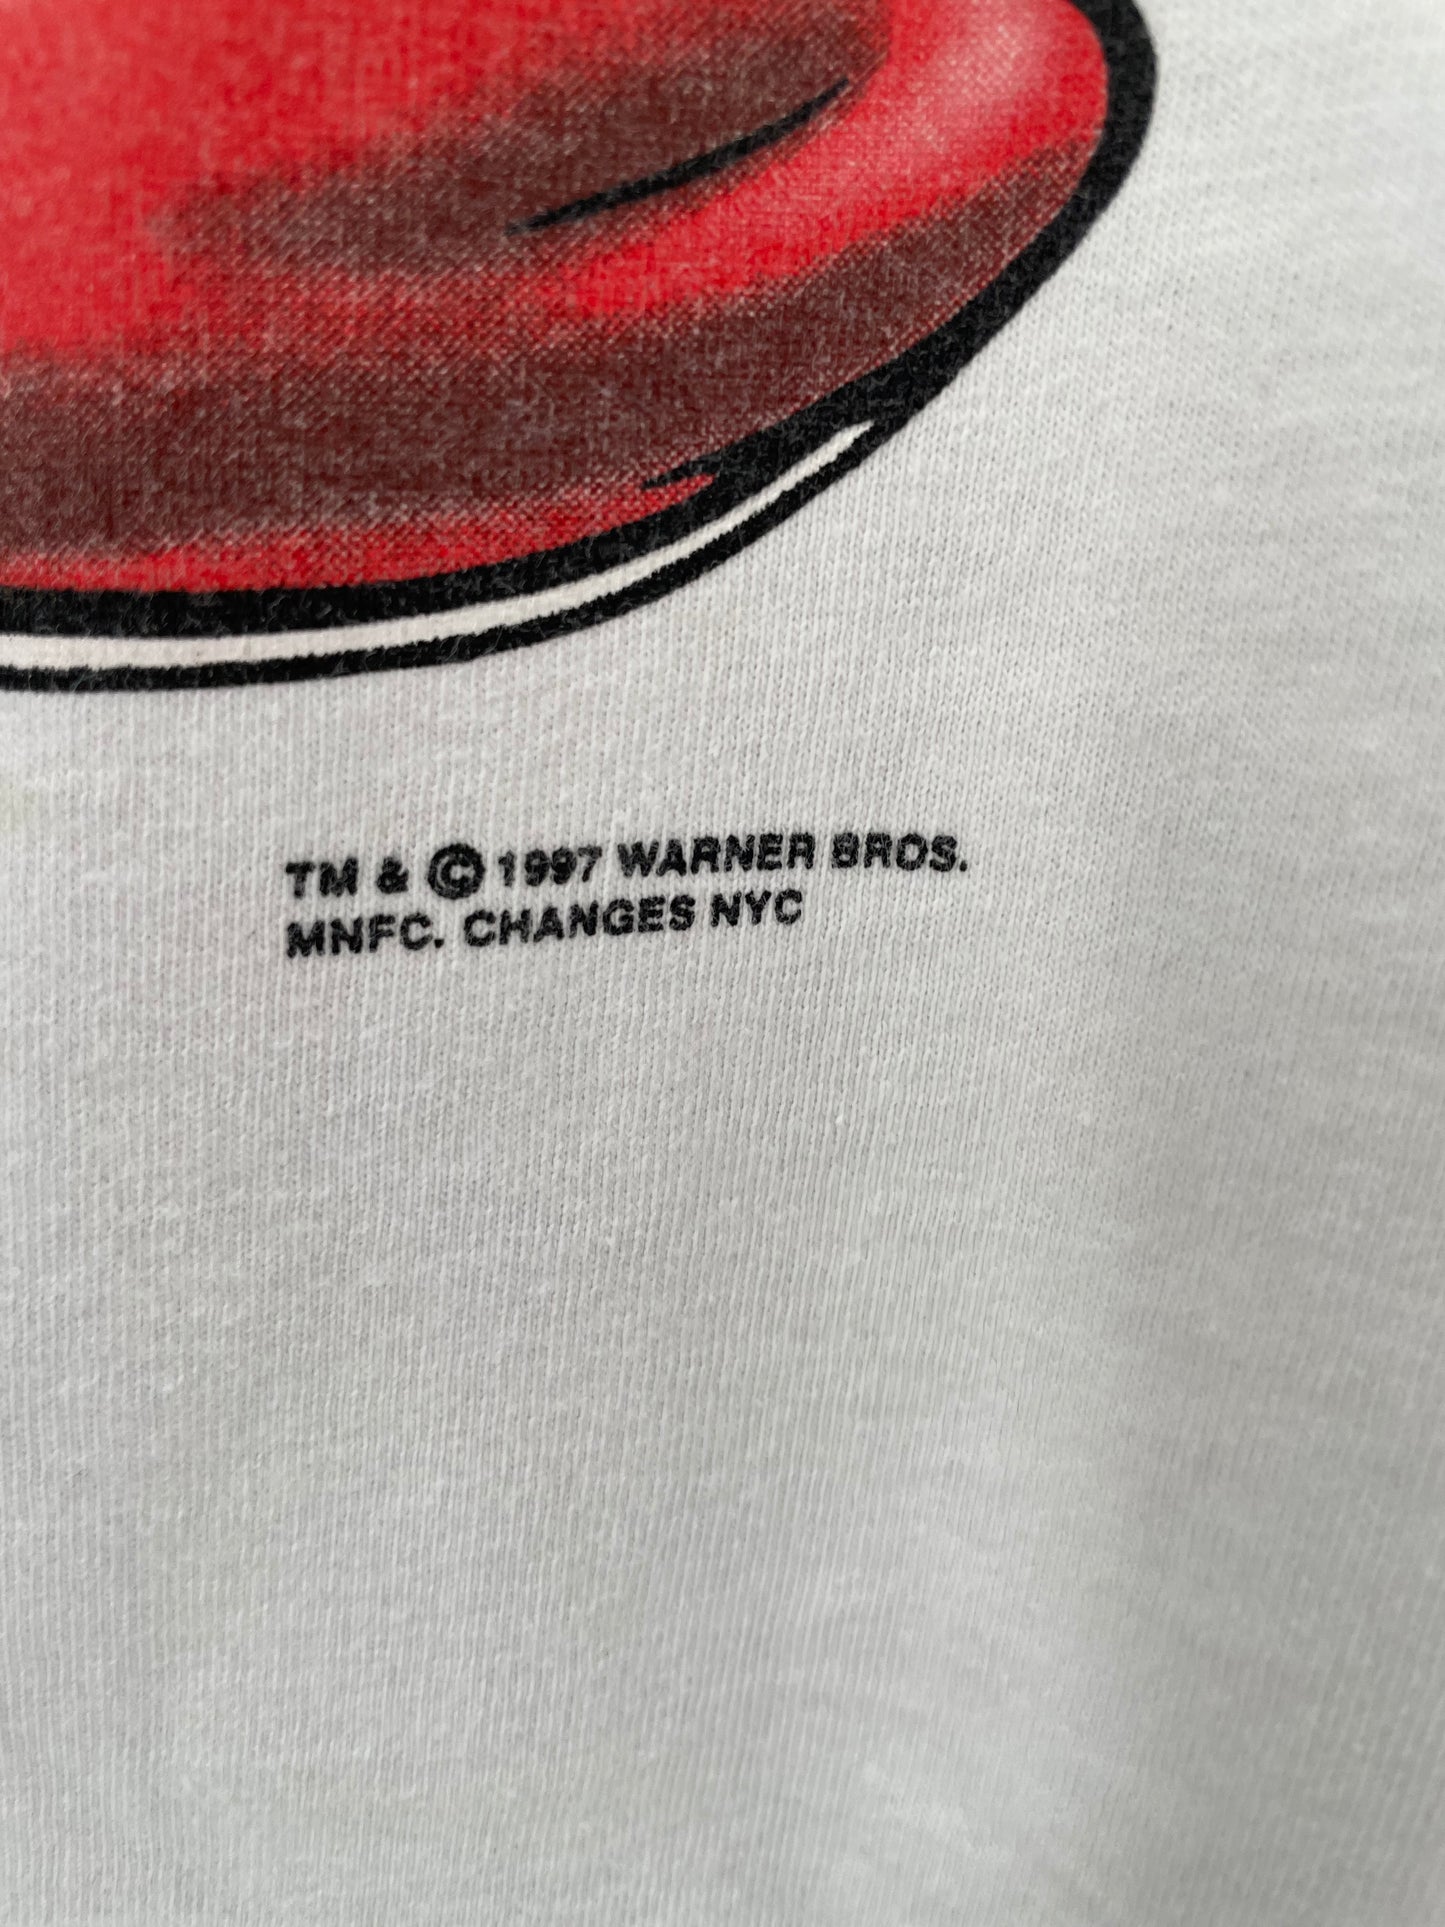 TM & © 1997 WARNER BROS.
MNFC. CHANGES NYC